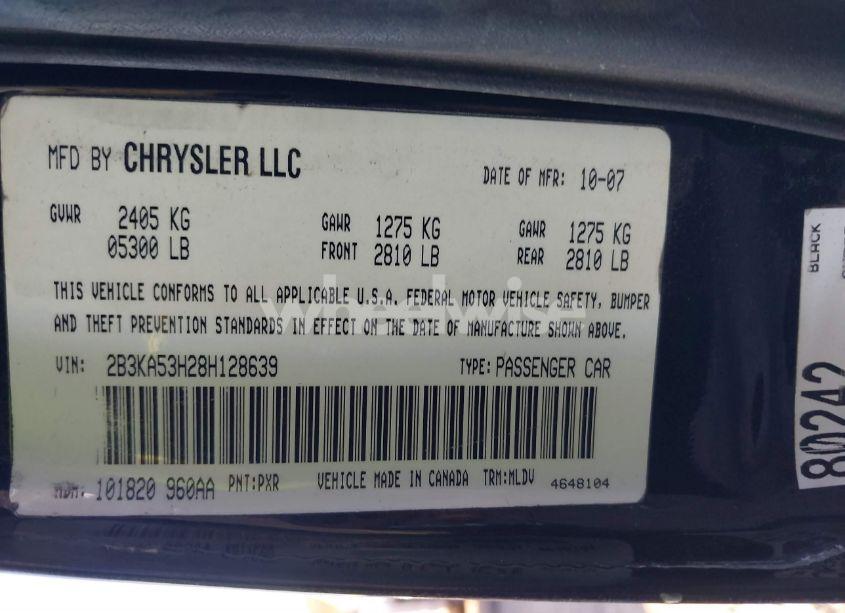 MFD BY CHRYSLER LLC DATE OF MFR: 10-07
GVWR 2405 KG GAWR 1275 KG GAWR 1275 KG
05300 LB FRONT 2810 LB REAR 2810 LB
THIS VEHICLE CONFORMS TO ALL APPLICABLE U.S.A. FEDERAL MOTOR VEHICLE SAFETY, BUMPER
AND THEFT PREVENTION STANDARDS IN EFFECT ON THE DATE OF MANUFACTURE SHOWN ABOVE.
wheelwise
VIN: 2B3KA53H28H128639 TYPE: PASSENGER CAR
MDH: 101820 960AA PNT:PXR VEHICLE MADE IN CANADA TRM:MLDV 4648104
BLACK
80242